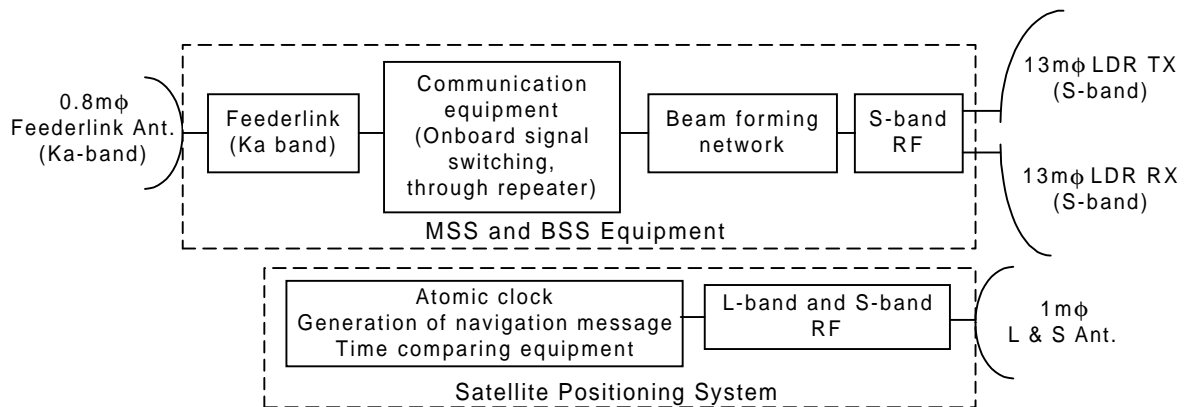 0.8mϕ
Feederlink Ant.
(Ka-band)
Feederlink
(Ka band)
Communication
equipment
(Onboard signal
switching,
through repeater)
Beam forming
network
S-band
RF
13mϕ LDR TX
(S-band)
13mϕ LDR RX
(S-band)
MSS and BSS Equipment
Atomic clock
Generation of navigation message
Time comparing equipment
L-band and S-band
RF
1mϕ
L & S Ant.
Satellite Positioning System